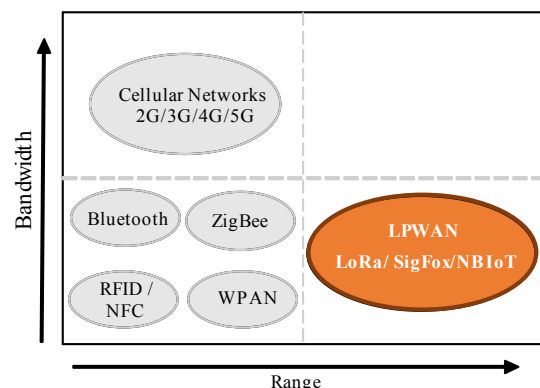 Cellular Networks
2G/3G/4G/5G
Bandwidth
Bluetooth
ZigBee
LPWAN
LoRa/ SigFox/NBIoT
RFID /
NFC
WPAN
Range